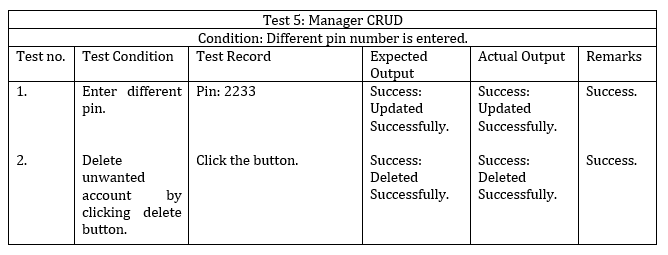 Test 5: Manager CRUD
Condition: Different pin number is entered.
Test no. Test Condition Test Record Expected Output Actual Output Remarks
1. Enter different pin. Pin: 2233 Success: Updated Successfully. Success: Updated Successfully. Success.
2. Delete unwanted account by clicking delete button. Click the button. Success: Deleted Successfully. Success: Deleted Successfully. Success.